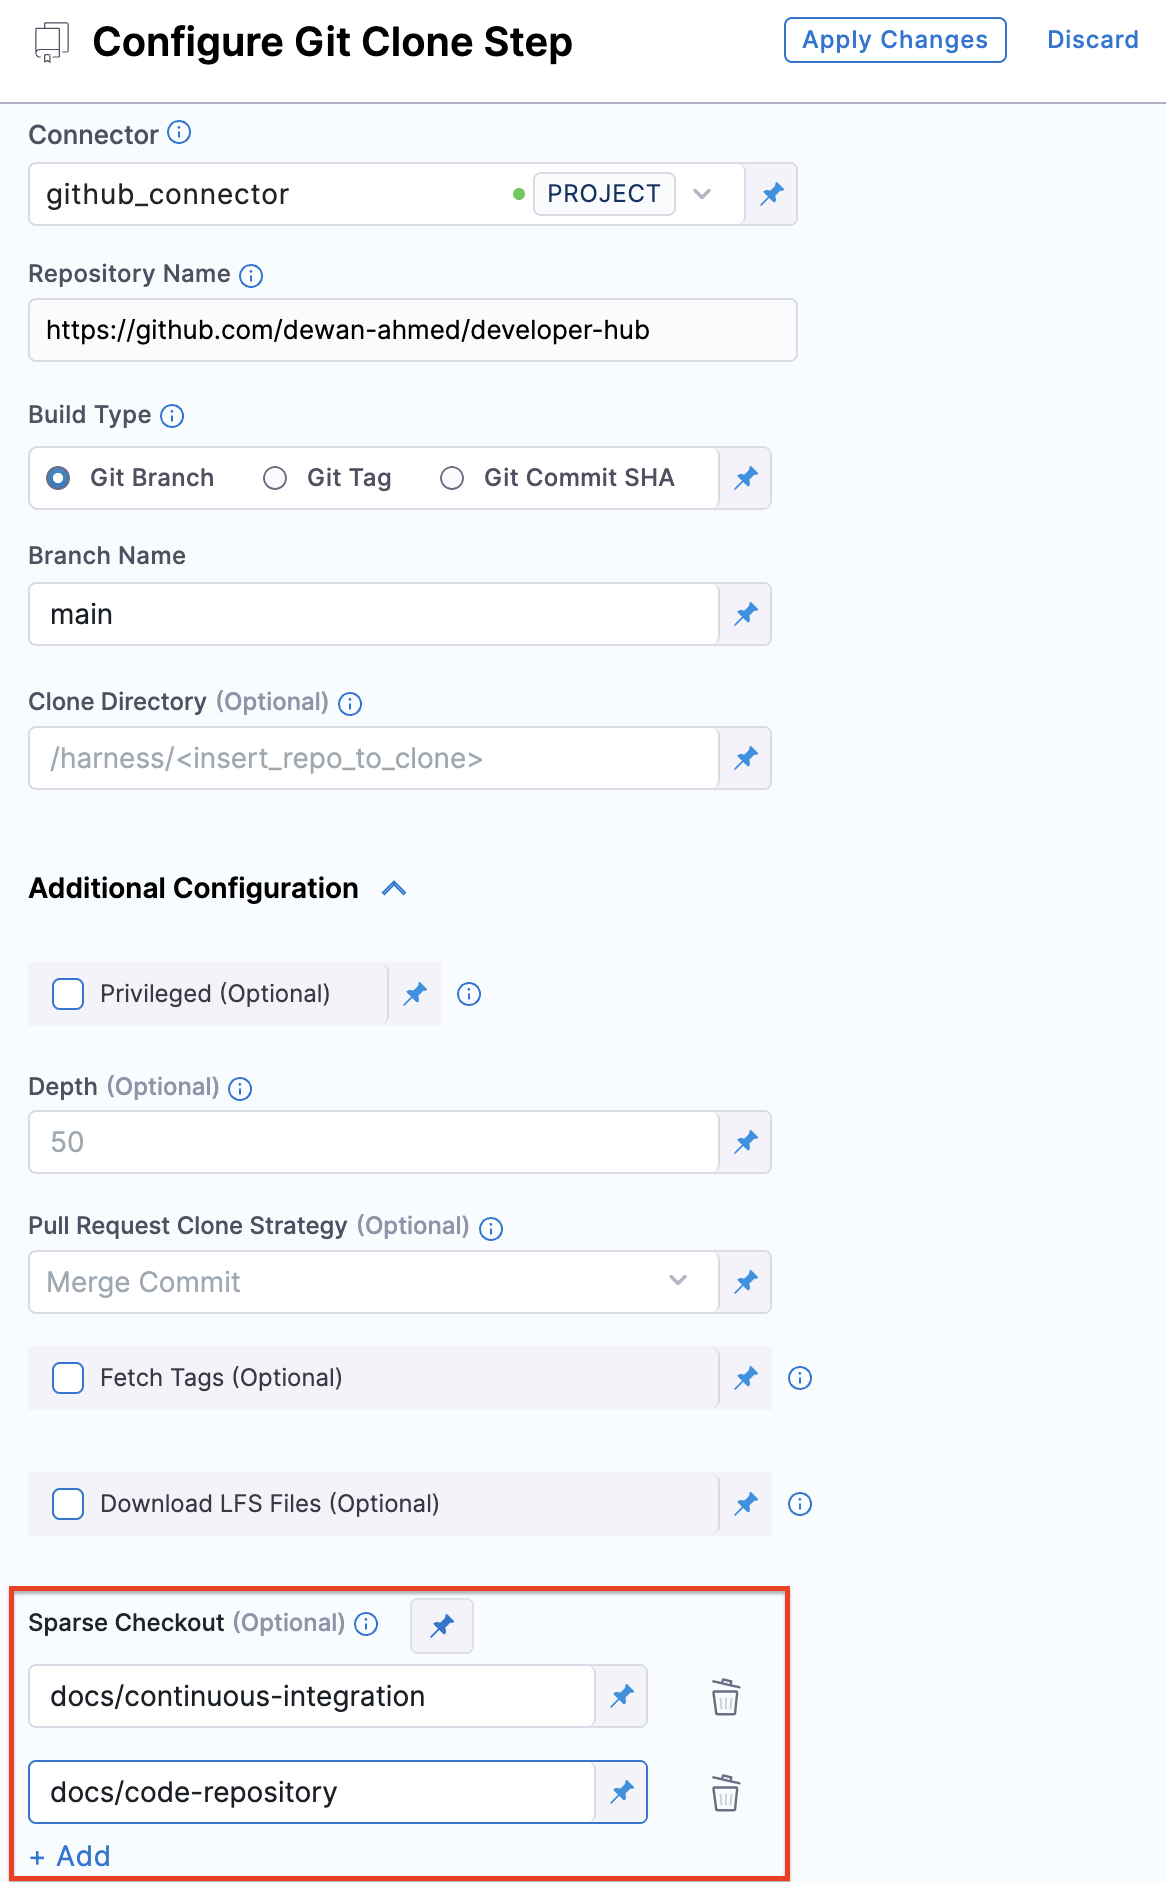 Configure Git Clone Step
Apply Changes
Discard
Connector
github_connector
PROJECT
Repository Name
https://github.com/dewan-ahmed/developer-hub
Build Type
Git Branch
Git Tag
Git Commit SHA
Branch Name
main
Clone Directory (Optional)
/harness/<insert_repo_to_clone>
Additional Configuration
Privileged (Optional)
Depth (Optional)
50
Pull Request Clone Strategy (Optional)
Merge Commit
Fetch Tags (Optional)
Download LFS Files (Optional)
Sparse Checkout (Optional)
docs/continuous-integration
docs/code-repository
+ Add